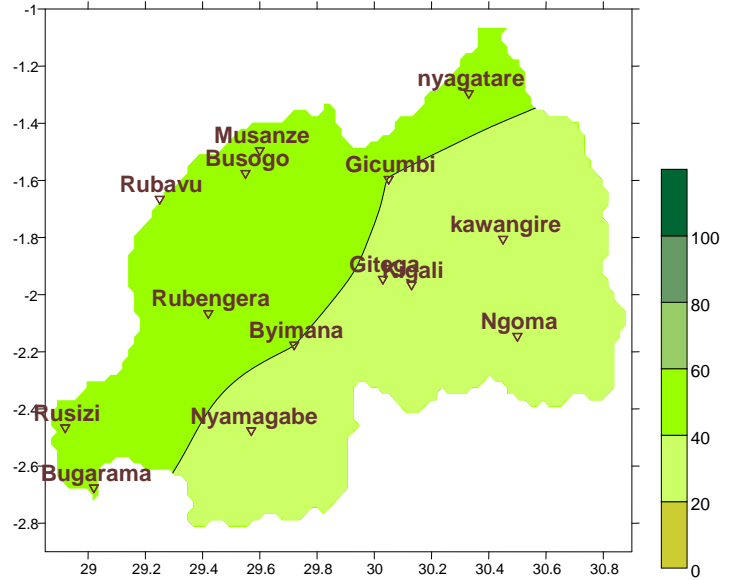 -1
-1.2
-1.4
-1.6
-1.8
-2
-2.2
-2.4
-2.6
-2.8
nyagatare
Musanze
Busogo
Gicumbi
Rubavu
kawangire
Gitega
Kigali
Rubengera
Byimana
Ngoma
Rusizi
Nyamagabe
Bugarama
29 29.2 29.4 29.6 29.8 30 30.2 30.4 30.6 30.8
100
80
60
40
20
0